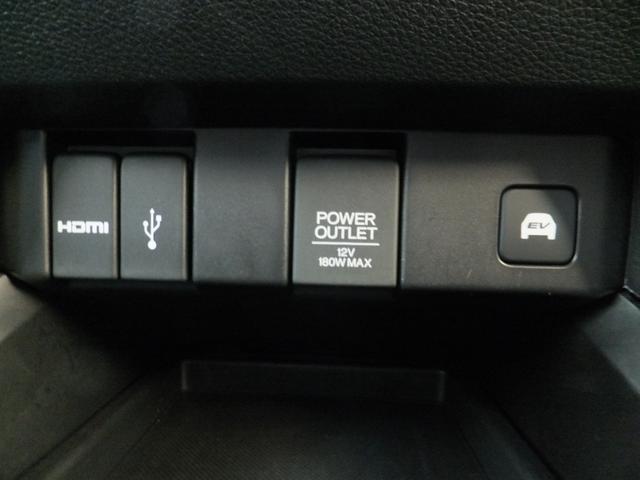 HDMI
POWER
OUTLET
12V
180W MAX
EV